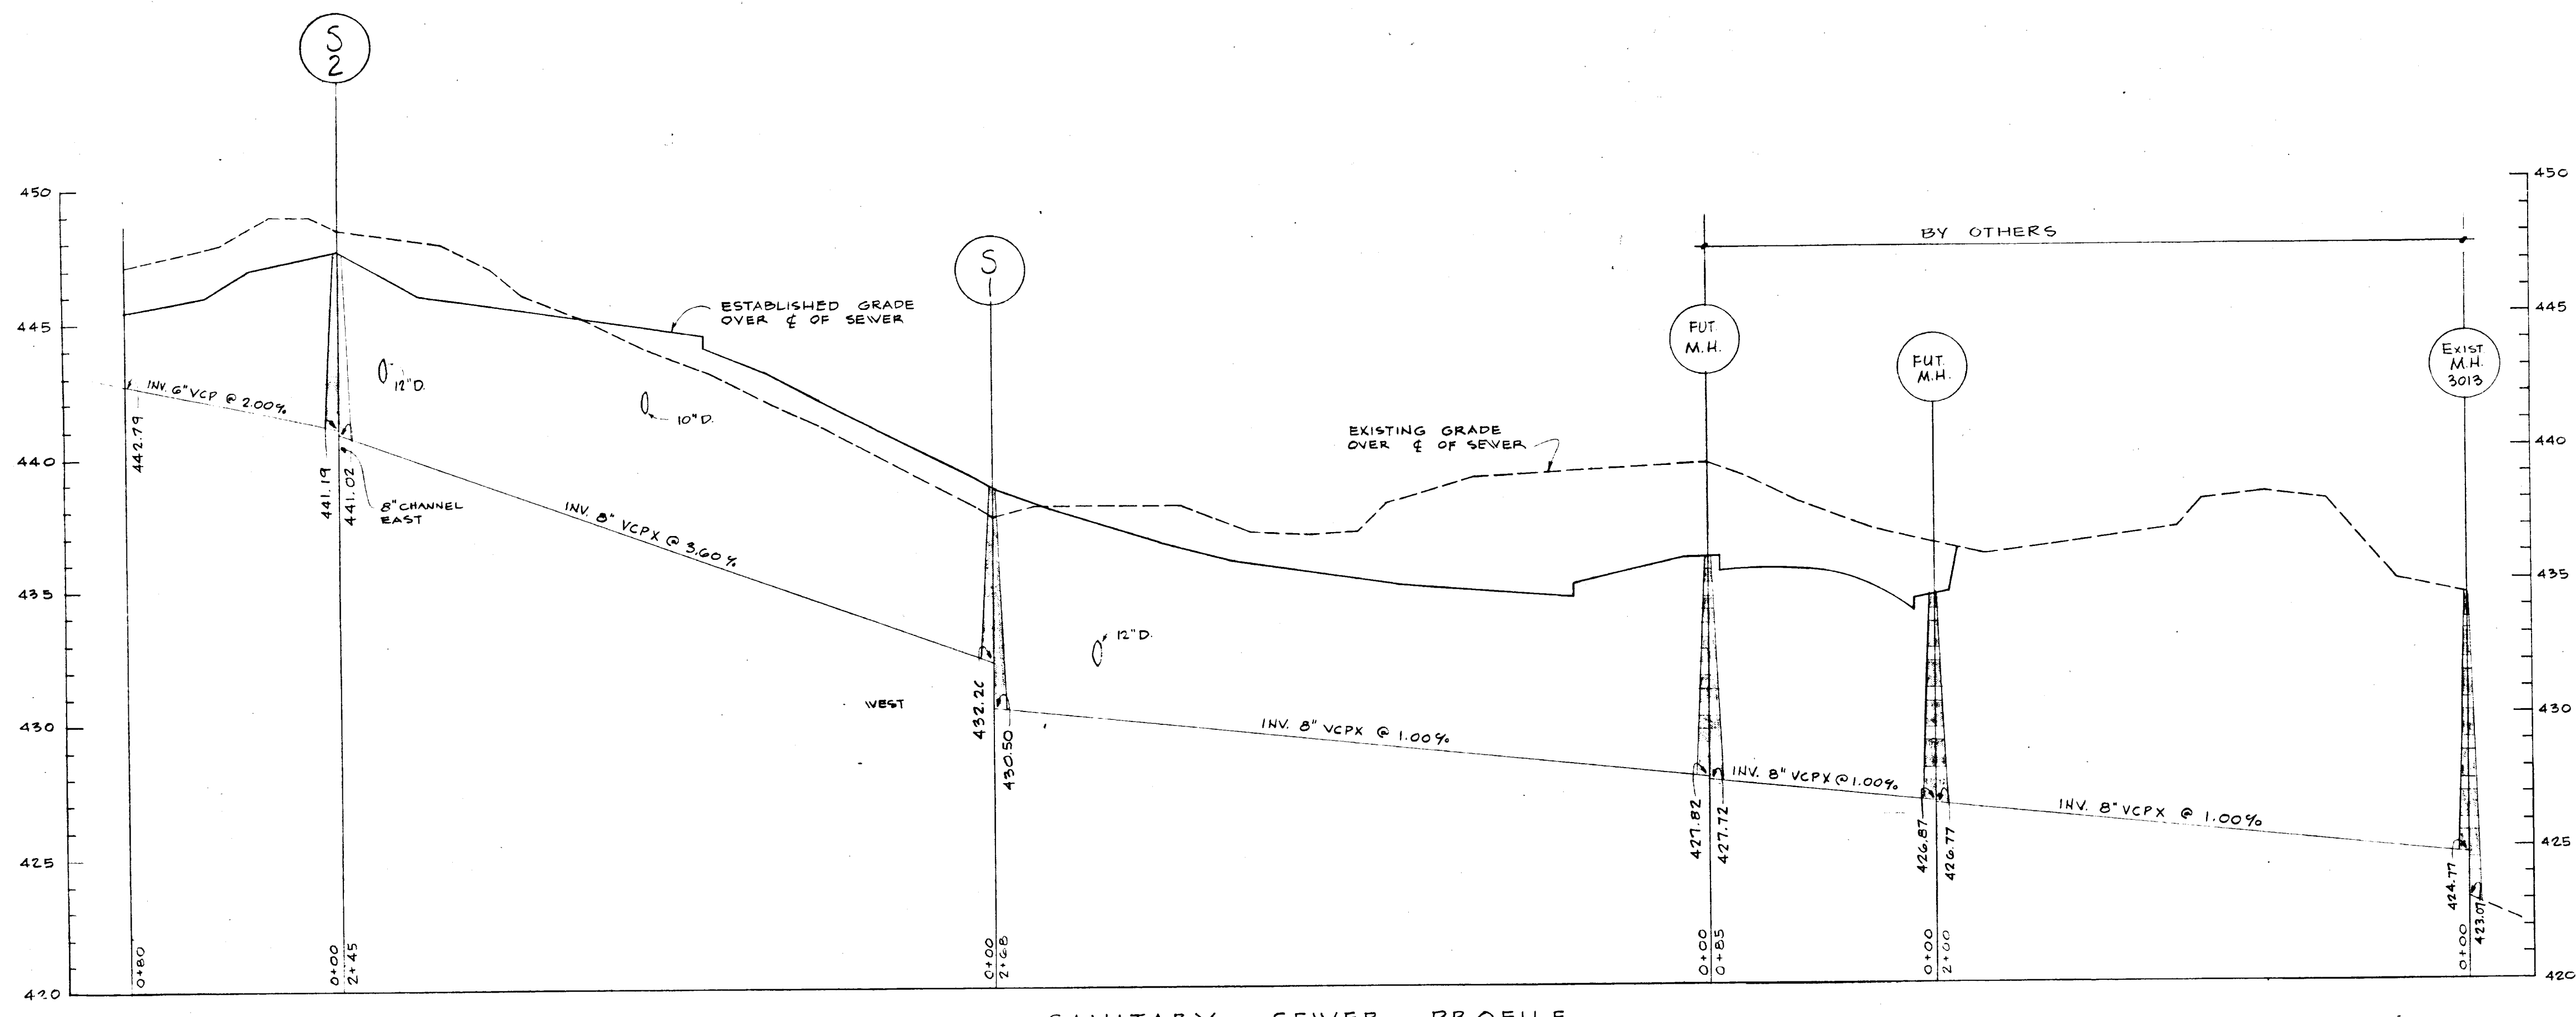 S
2
450
450
BY OTHERS
S
1
ESTABLISHED GRADE
OVER ℄ OF SEWER
445
445
FUT.
M.H.
FUT.
M.H.
EXIST.
M.H.
3013
12"D.
INV. 6" VCP @ 2.00%
10"D.
442.79
EXISTING GRADE
OVER ℄ OF SEWER
440
440
441.19
441.02
8" CHANNEL
EAST
INV. 8" VCPX @ 3.60%
435
435
12"D.
WEST
432.20
430.50
430
430
INV. 8" VCPX @ 1.00%
INV. 8" VCPX @ 1.00%
INV. 8" VCPX @ 1.00%
427.82
427.72
426.87
426.77
425
425
424.77
423.07
0+80
0+00
2+45
0+00
2+68
0+00
0+85
0+00
2+00
0+00
420
420
SANITARY SEWER PROFILE